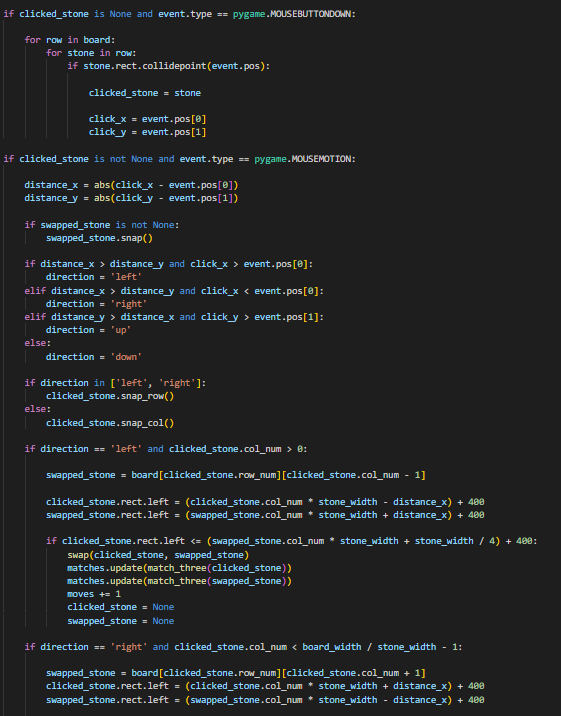 if clicked_stone is None and event.type == pygame.MOUSEBUTTONDOWN:
for row in board:
for stone in row:
if stone.rect.collidepoint(event.pos):
clicked_stone = stone
click_x = event.pos[0]
click_y = event.pos[1]
if clicked_stone is not None and event.type == pygame.MOUSEMOTION:
distance_x = abs(click_x - event.pos[0])
distance_y = abs(click_y - event.pos[1])
if swapped_stone is not None:
swapped_stone.snap()
if distance_x > distance_y and click_x > event.pos[0]:
direction = 'left'
elif distance_x > distance_y and click_x < event.pos[0]:
direction = 'right'
elif distance_y > distance_x and click_y > event.pos[1]:
direction = 'up'
else:
direction = 'down'
if direction in ['left', 'right']:
clicked_stone.snap_row()
else:
clicked_stone.snap_col()
if direction == 'left' and clicked_stone.col_num > 0:
swapped_stone = board[clicked_stone.row_num][clicked_stone.col_num - 1]
clicked_stone.rect.left = (clicked_stone.col_num * stone_width - distance_x) + 400
swapped_stone.rect.left = (swapped_stone.col_num * stone_width + distance_x) + 400
if clicked_stone.rect.left <= (swapped_stone.col_num * stone_width + stone_width / 4) + 400:
swap(clicked_stone, swapped_stone)
matches.update(match_three(clicked_stone))
matches.update(match_three(swapped_stone))
moves += 1
clicked_stone = None
swapped_stone = None
if direction == 'right' and clicked_stone.col_num < board_width / stone_width - 1:
swapped_stone = board[clicked_stone.row_num][clicked_stone.col_num + 1]
clicked_stone.rect.left = (clicked_stone.col_num * stone_width + distance_x) + 400
swapped_stone.rect.left = (swapped_stone.col_num * stone_width - distance_x) + 400